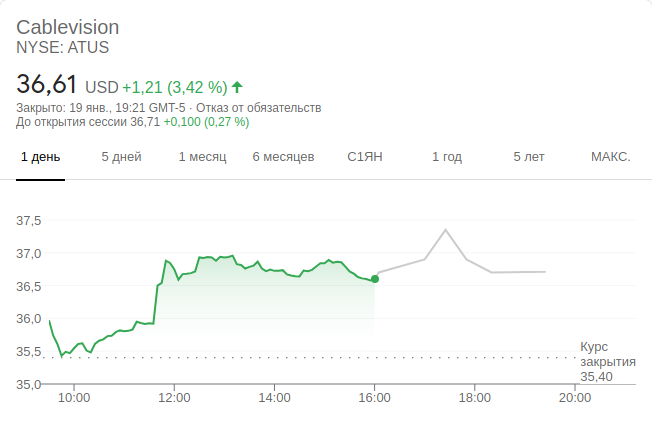 Cablevision
NYSE: ATUS
36,61 USD +1,21 (3,42 %)
Закрыто: 19 янв., 19:21 GMT-5 · Отказ от обязательств
До открытия сессии 36,71 +0,100 (0,27 %)
1 день 5 дней 1 месяц 6 месяцев С1ЯН 1 год 5 лет МАКС.
37,5
37,0
36,5
36,0
35,5
35,0
Курс
закрытия
35,40
10:00 12:00 14:00 16:00 18:00 20:00